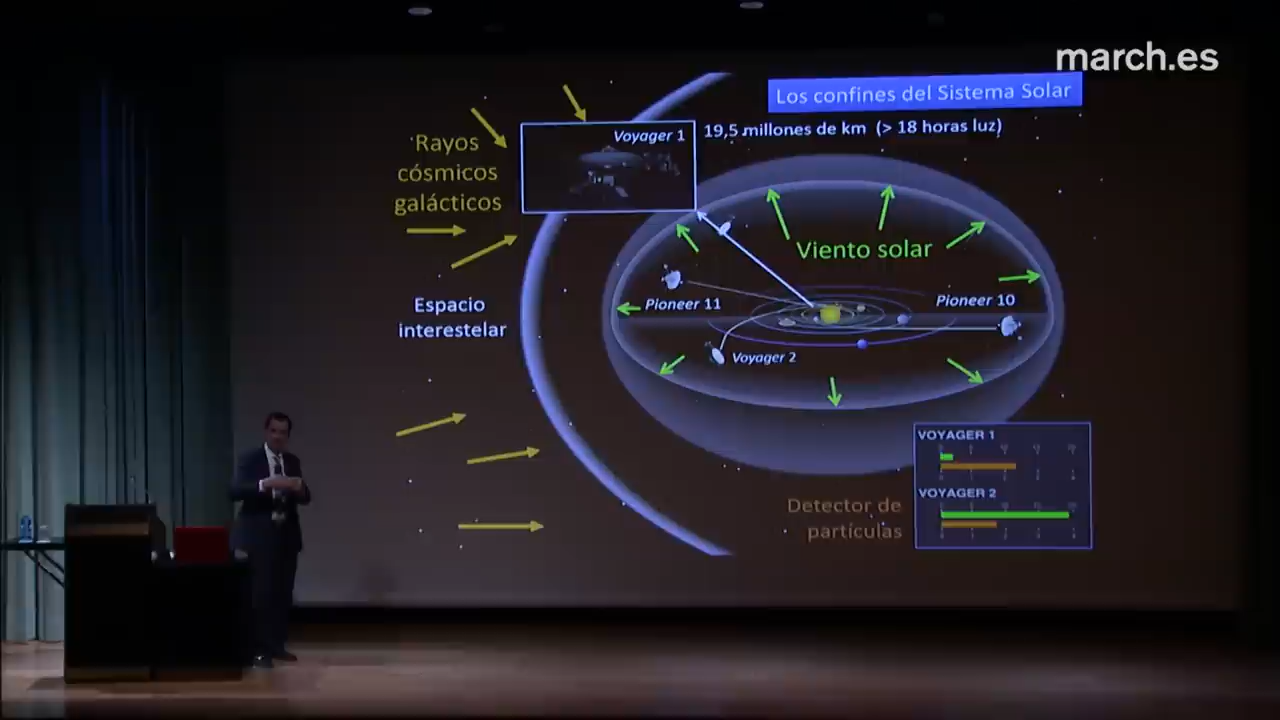 march.es
Los confines del Sistema Solar
Voyager 1
19,5 millones de km (> 18 horas luz)
Rayos
cósmicos
galácticos
Viento solar
Pioneer 11
Pioneer 10
Espacio
interestelar
Voyager 2
VOYAGER 1
VOYAGER 2
Detector de
partículas